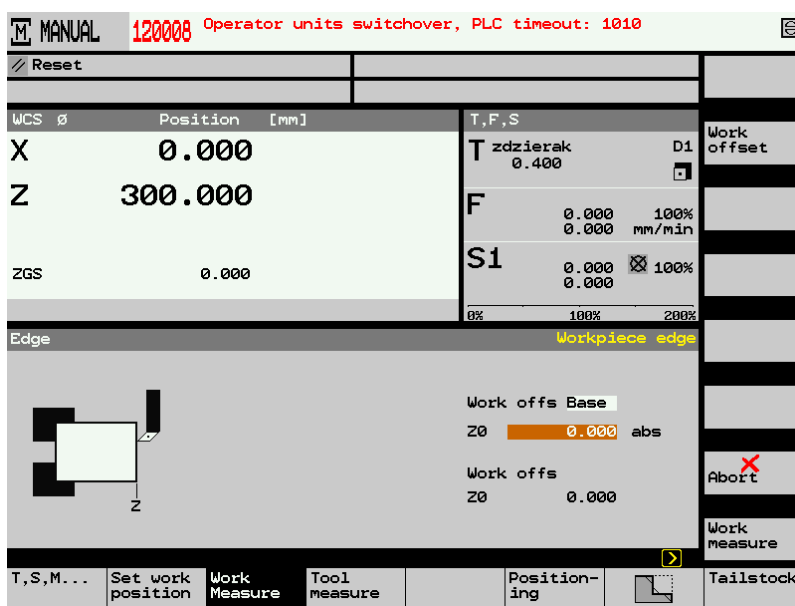 M MANUAL 120008 Operator units switchover, PLC timeout: 1010
// Reset
WCS ø Position [mm]
X 0.000
Z 300.000
ZGS 0.000
T,F,S
T zdzierak D1
0.400
F 0.000 100%
0.000 mm/min
S1 0.000 100%
0.000
0% 100% 200%
Work
offset
Edge Workpiece edge
Z
Work offs Base
Z0 0.000 abs
Work offs
Z0 0.000
Abort
Work
measure
T,S,M...
Set work
position
Work
Measure
Tool
measure
Position-
ing
Tailstock